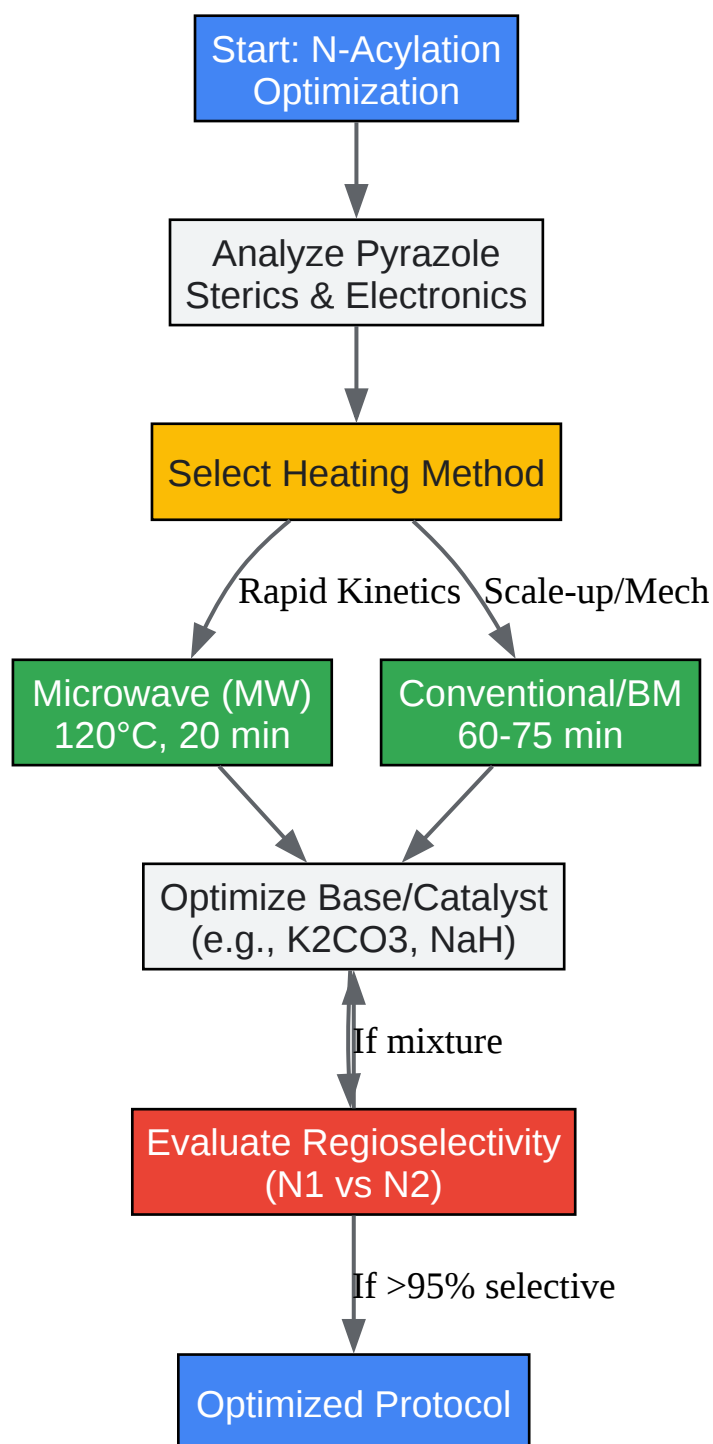 Start: N-Acylation
Optimization
Analyze Pyrazole
Sterics & Electronics
Select Heating Method
Rapid Kinetics
Scale-up/Mech
Microwave (MW)
120°C, 20 min
Conventional/BM
60-75 min
Optimize Base/Catalyst
(e.g., K2CO3, NaH)
If mixture
Evaluate Regioselectivity
(N1 vs N2)
If >95% selective
Optimized Protocol